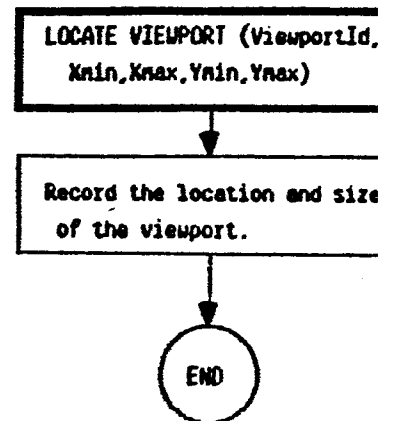 LOCATE VIEWPORT (ViewportId,
Xmin,Xmax,Ymin,Ymax)
Record the location and size
of the viewport.
END